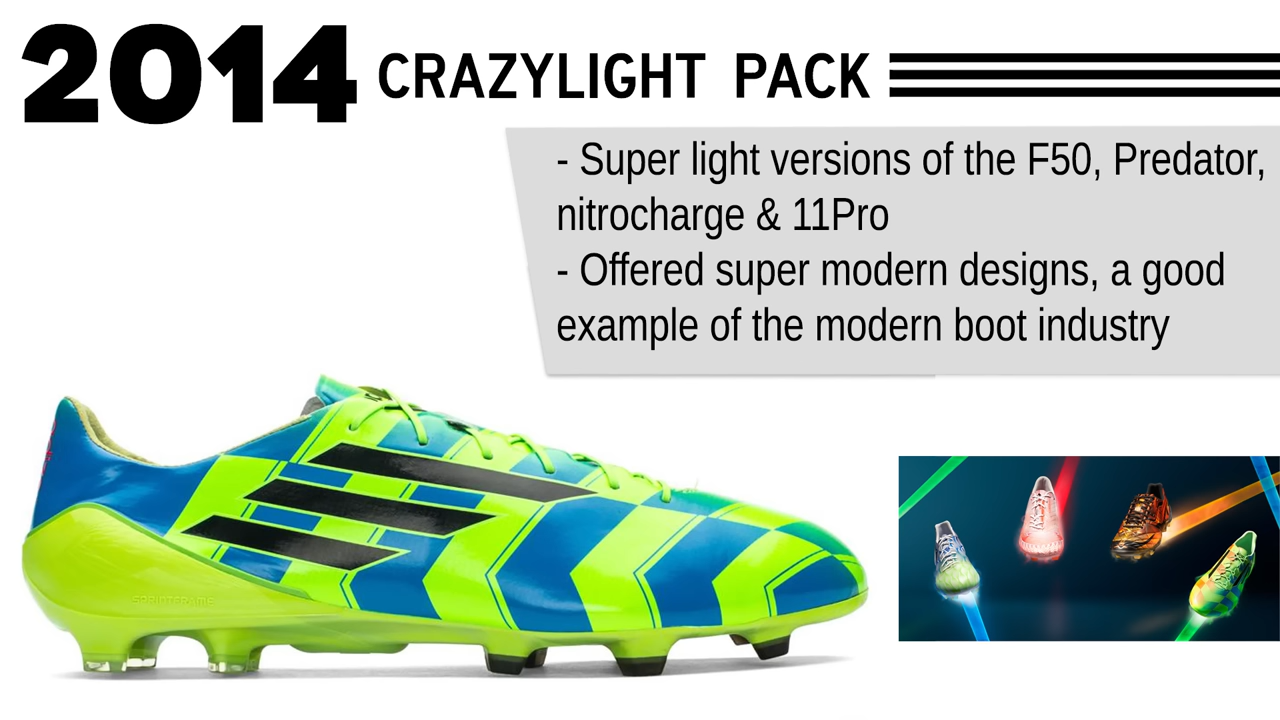 2014 CRAZYLIGHT PACK
- Super light versions of the F50, Predator,
nitrocharge & 11Pro
- Offered super modern designs, a good
example of the modern boot industry
SPRINTFRAME